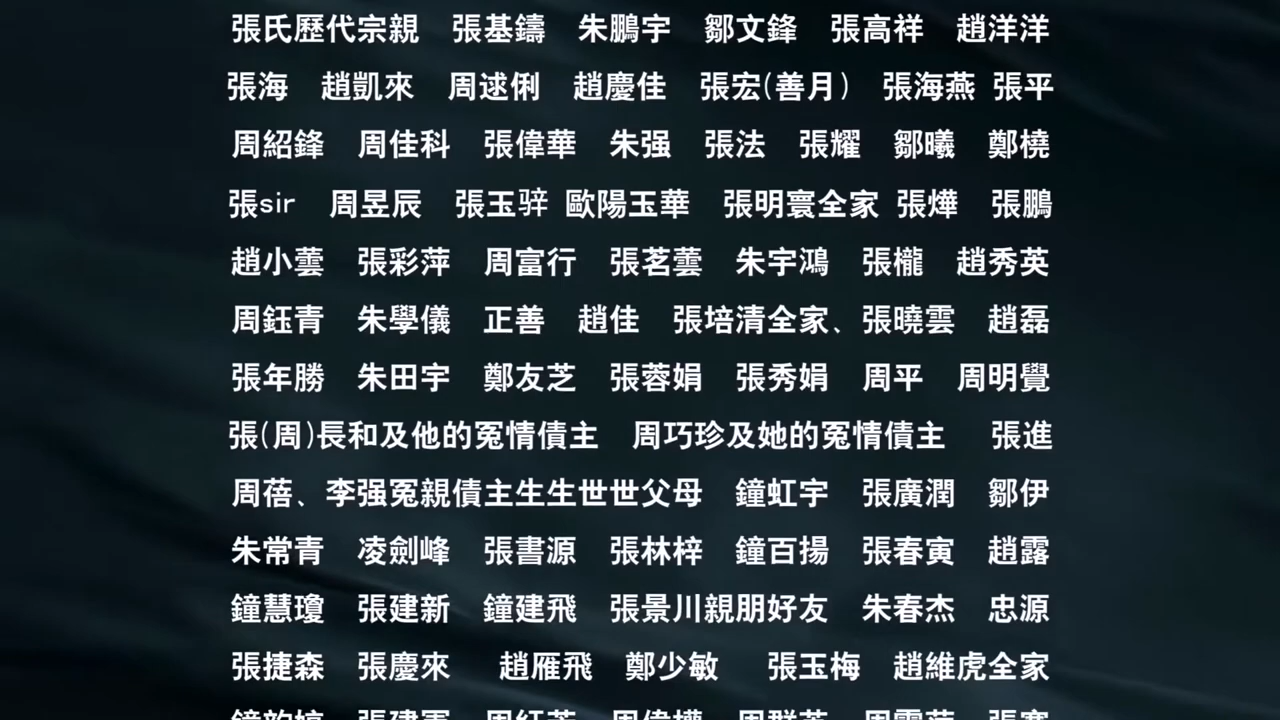 張氏歷代宗親 張基鑄 朱鵬宇 鄒文鋒 張高祥 趙洋洋
張海 趙凱來 周逑俐 趙慶佳 張宏(善月) 張海燕 張平
周紹鋒 周佳科 張偉華 朱强 張法 張耀 鄒曦 鄭橈
張sir 周昱辰 張玉骍 歐陽玉華 張明寰全家 張燁 張鵬
趙小蕓 張彩萍 周富行 張茗蕓 朱宇鴻 張櫳 趙秀英
周鈺青 朱學儀 正善 趙佳 張培清全家、張曉雲 趙磊
張年勝 朱田宇 鄭友芝 張蓉娟 張秀娟 周平 周明覺
張(周)長和及他的冤情債主 周巧珍及她的冤情債主 張進
周蓓、李强冤親債主生生世世父母 鐘虹宇 張廣潤 鄒伊
朱常青 凌劍峰 張書源 張林梓 鐘百揚 張春寅 趙露
鐘慧瓊 張建新 鐘建飛 張景川親朋好友 朱春杰 忠源
張捷森 張慶來 趙雁飛 鄭少敏 張玉梅 趙維虎全家